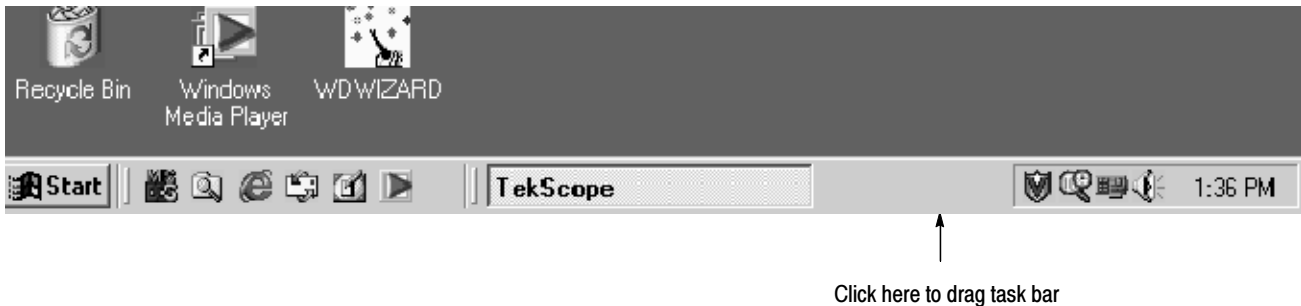 Recycle Bin
Windows
Media Player
WDWIZARD
Start
TekScope
1:36 PM
Click here to drag task bar